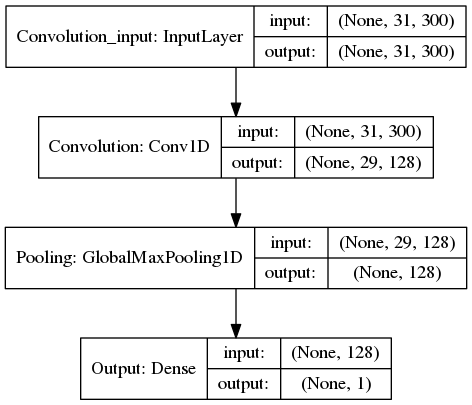 Convolution_input: InputLayer
input: (None, 31, 300)
output: (None, 31, 300)
Convolution: Conv1D
input: (None, 31, 300)
output: (None, 29, 128)
Pooling: GlobalMaxPooling1D
input: (None, 29, 128)
output: (None, 128)
Output: Dense
input: (None, 128)
output: (None, 1)